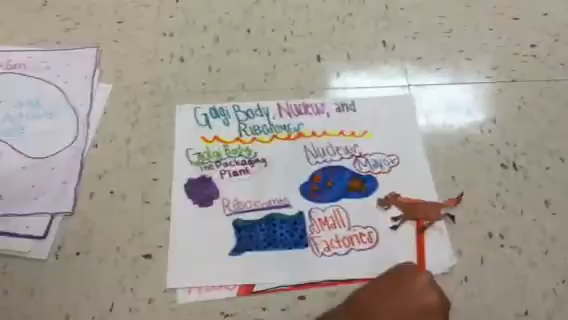 Golgi Body, Nucleus, and
Ribosomes
Golgi Body
The Packaging
Plant
Nucleus
Mayor
Ribosomes
Small
Factories